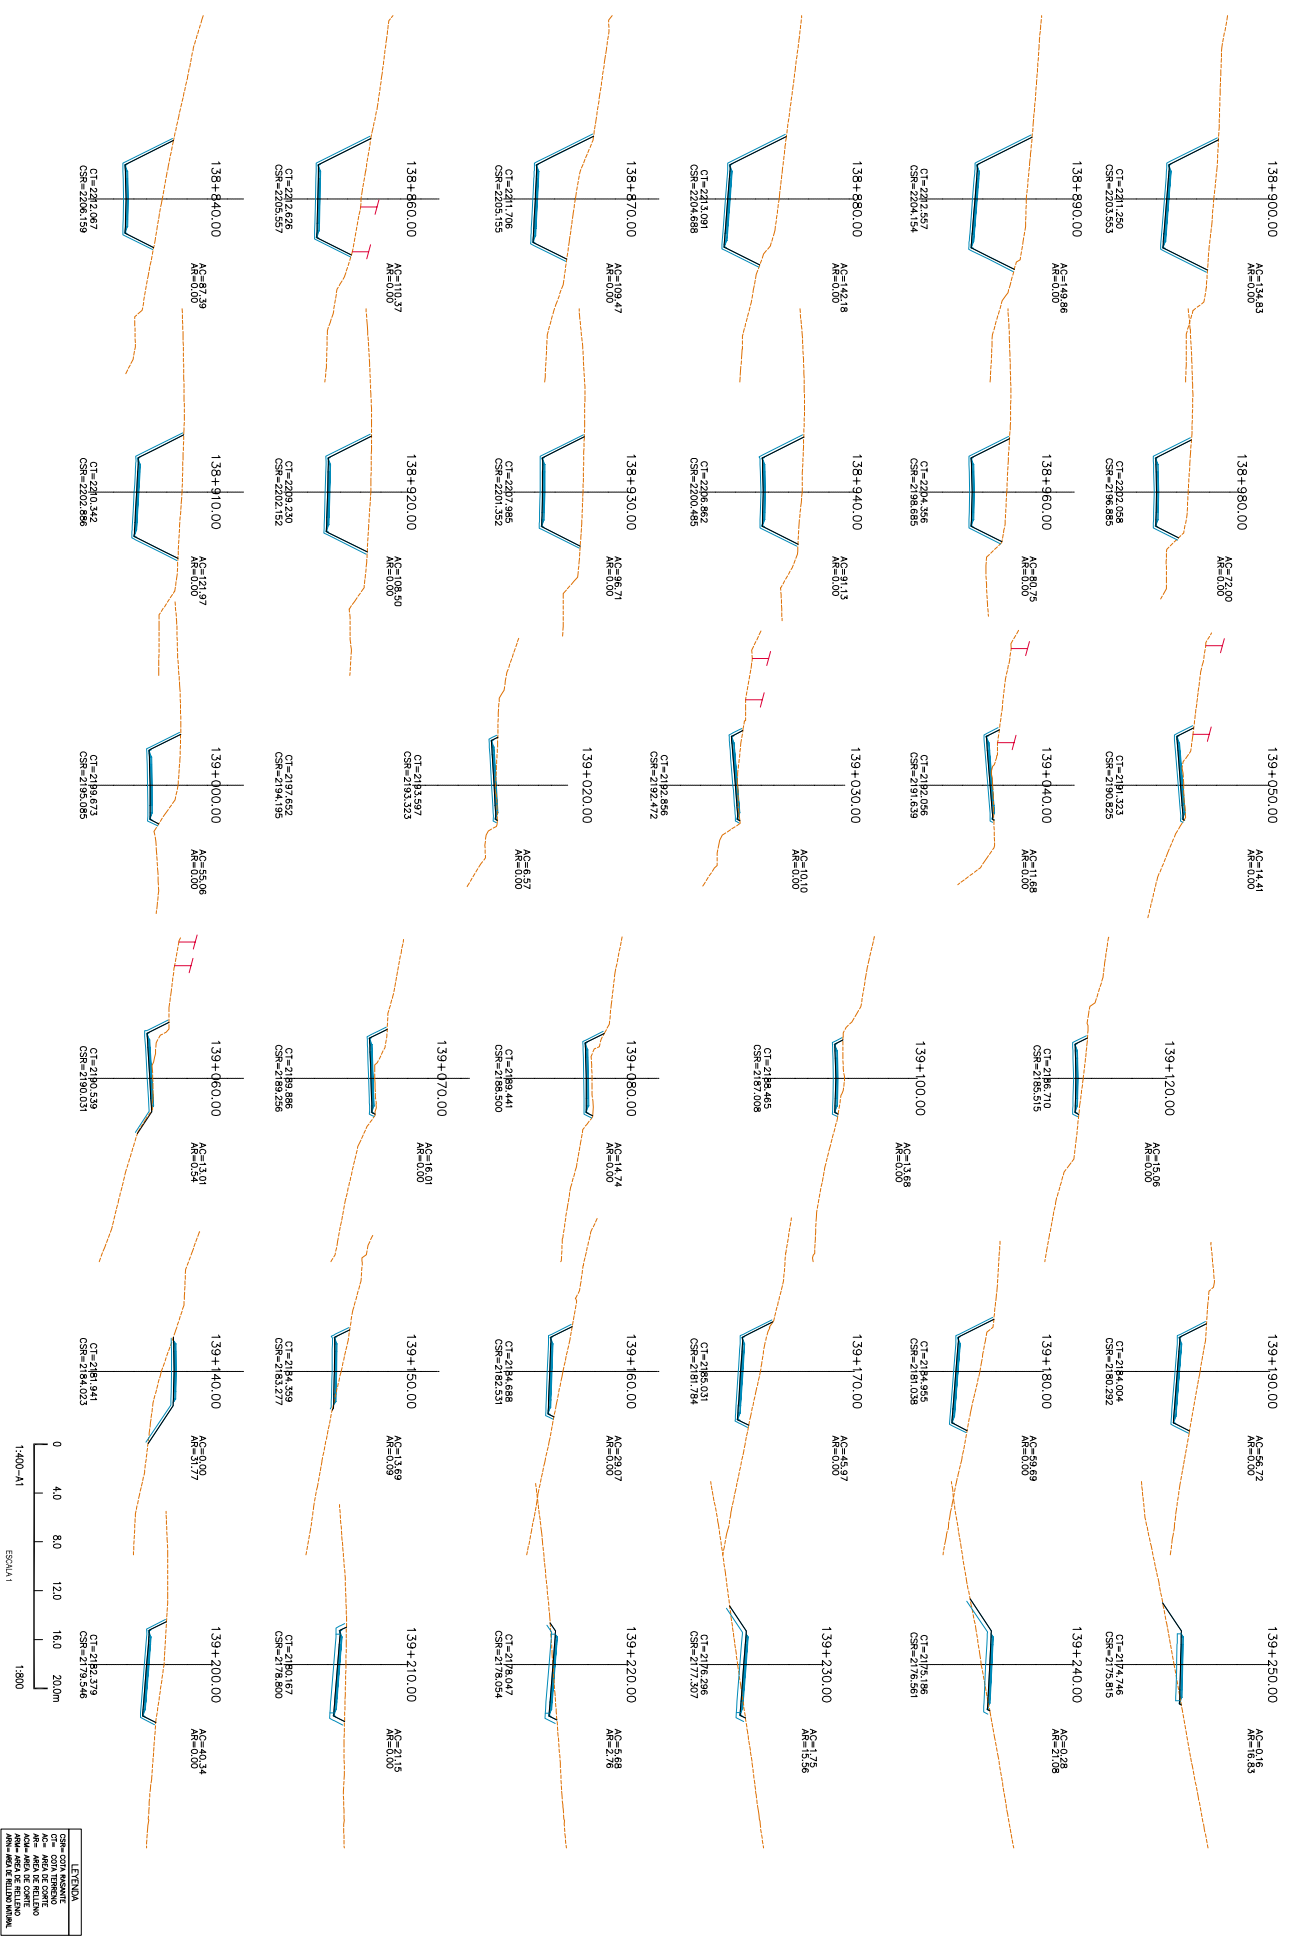 138+840.00
CT=2212.067
CSR=2206.159
AC=87.39
AR=0.00
138+860.00
CT=2212.626
CSR=2205.557
AC=110.37
AR=0.00
138+870.00
CT=2211.706
CSR=2205.155
AC=109.47
AR=0.00
138+880.00
CT=2213.091
CSR=2204.688
AC=142.18
AR=0.00
138+890.00
CT=2212.557
CSR=2204.154
AC=149.86
AR=0.00
138+900.00
CT=2211.250
CSR=2203.553
AC=134.83
AR=0.00
138+910.00
CT=2210.342
CSR=2202.886
AC=121.97
AR=0.00
138+920.00
CT=2209.230
CSR=2202.152
AC=108.50
AR=0.00
138+930.00
CT=2207.985
CSR=2201.352
AC=96.71
AR=0.00
138+940.00
CT=2206.862
CSR=2200.485
AC=91.13
AR=0.00
138+960.00
CT=2204.356
CSR=2198.685
AC=80.75
AR=0.00
138+980.00
CT=2202.058
CSR=2196.885
AC=72.00
AR=0.00
139+000.00
CT=2199.673
CSR=2195.085
AC=55.06
AR=0.00
CT=2197.652
CSR=2194.195
139+020.00
CT=2193.597
CSR=2193.323
AC=6.57
AR=0.00
139+030.00
CT=2192.856
CSR=2192.472
AC=10.10
AR=0.00
139+040.00
CT=2192.056
CSR=2191.639
AC=11.68
AR=0.00
139+050.00
CT=2191.323
CSR=2190.825
AC=14.41
AR=0.00
139+060.00
CT=2190.539
CSR=2190.031
AC=13.01
AR=0.54
139+070.00
CT=2189.886
CSR=2189.256
AC=16.01
AR=0.00
139+080.00
CT=2189.441
CSR=2188.500
AC=14.74
AR=0.00
139+100.00
CT=2188.465
CSR=2187.008
AC=13.68
AR=0.00
139+120.00
CT=2186.710
CSR=2185.515
AC=15.06
AR=0.00
139+140.00
CT=2181.941
CSR=2184.023
AC=0.00
AR=31.77
139+150.00
CT=2184.359
CSR=2183.277
AC=13.69
AR=0.09
139+160.00
CT=2184.688
CSR=2182.531
AC=29.07
AR=0.00
139+170.00
CT=2185.031
CSR=2181.784
AC=45.97
AR=0.00
139+180.00
CT=2184.955
CSR=2181.038
AC=59.69
AR=0.00
139+190.00
CT=2184.004
CSR=2180.292
AC=56.72
AR=0.00
139+200.00
CT=2182.379
CSR=2179.546
AC=40.34
AR=0.00
139+210.00
CT=2180.167
CSR=2178.800
AC=21.15
AR=0.00
139+220.00
CT=2178.047
CSR=2178.054
AC=5.68
AR=2.76
139+230.00
CT=2176.296
CSR=2177.307
AC=1.75
AR=15.56
139+240.00
CT=2175.186
CSR=2176.561
AC=0.28
AR=21.08
139+250.00
CT=2174.746
CSR=2175.815
AC=0.16
AR=16.83
0 4.0 8.0 12.0 16.0 20.0m
1:400-A1 1:800
ESCALA 1
LEYENDA
CSR= COTA RASANTE
CT= COTA TERRENO
AC= AREA DE CORTE
AR= AREA DE RELLENO
ACM= AREA DE CORTE
ARM= AREA DE RELLENO
ARN= AREA DE RELLENO NATURAL